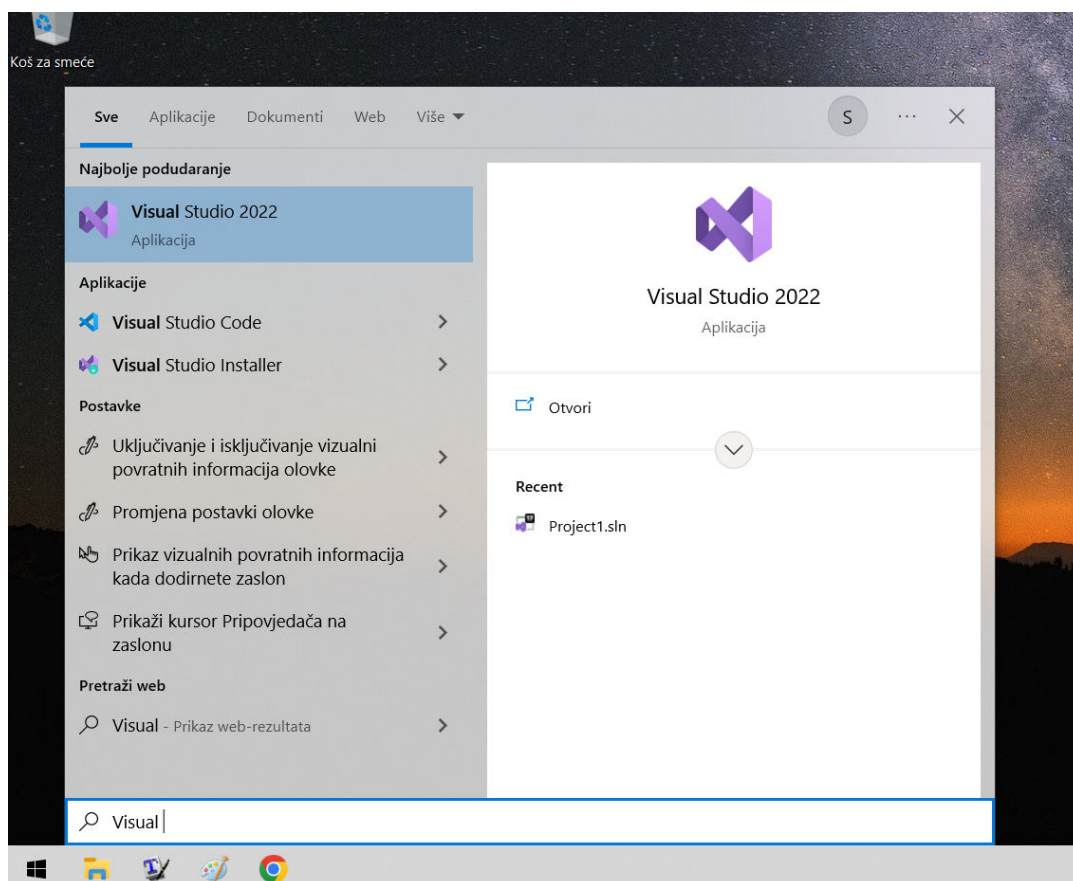 Koš za smeće
Sve Aplikacije Dokumenti Web Više S ...
Najbolje podudaranje
Visual Studio 2022
Aplikacija
Aplikacije
Visual Studio Code
Visual Studio Installer
Postavke
Uključivanje i isključivanje vizualni
povratnih informacija olovke
Promjena postavki olovke
Prikaz vizualnih povratnih informacija
kada dodirnete zaslon
Prikaži kursor Pripovjedača na
zaslonu
Pretraži web
Visual - Prikaz web-rezultata
Visual Studio 2022
Aplikacija
Otvori
Recent
Project1.sln
Visual